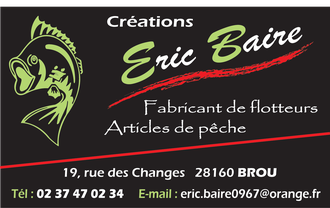 Créations
Eric Baire
Fabricant de flotteurs
Articles de pêche
19, rue des Changes 28160 BROU
Tél : 02 37 47 02 34 E-mail : eric.baire0967@orange.fr